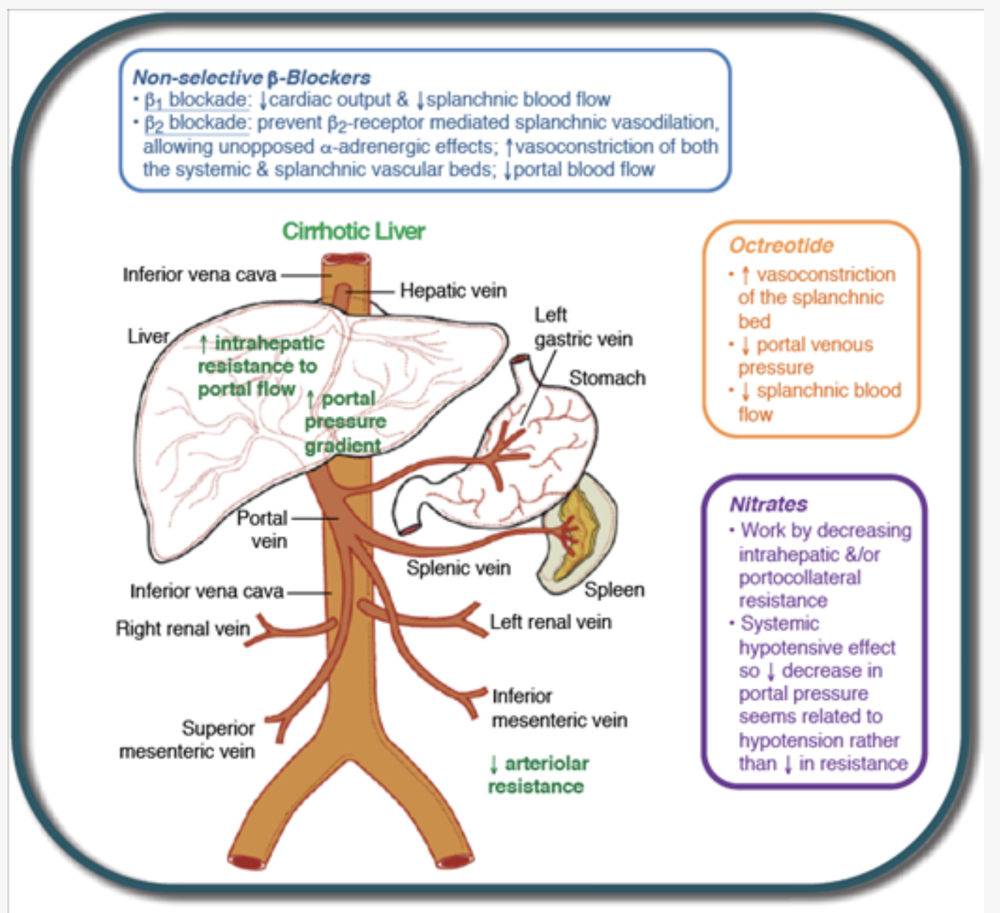 Non-selective β-Blockers
• β₁ blockade: ↓cardiac output & ↓splanchnic blood flow
• β₂ blockade: prevent β₂-receptor mediated splanchnic vasodilation,
allowing unopposed α-adrenergic effects; ↑vasoconstriction of both
the systemic & splanchnic vascular beds; ↓portal blood flow
Cirrhotic Liver
Inferior vena cava
Hepatic vein
Liver
↑ intrahepatic
resistance to
portal flow
↑ portal
pressure
gradient
Left
gastric vein
Stomach
Portal
vein
Splenic vein
Spleen
Inferior vena cava
Right renal vein
Left renal vein
Inferior
mesenteric vein
Superior
mesenteric vein
↓ arteriolar
resistance
Octreotide
• ↑ vasoconstriction
of the splanchnic
bed
• ↓ portal venous
pressure
• ↓ splanchnic blood
flow
Nitrates
• Work by decreasing
intrahepatic &/or
portocollateral
resistance
• Systemic
hypotensive effect
so ↓ decrease in
portal pressure
seems related to
hypotension rather
than ↓ in resistance